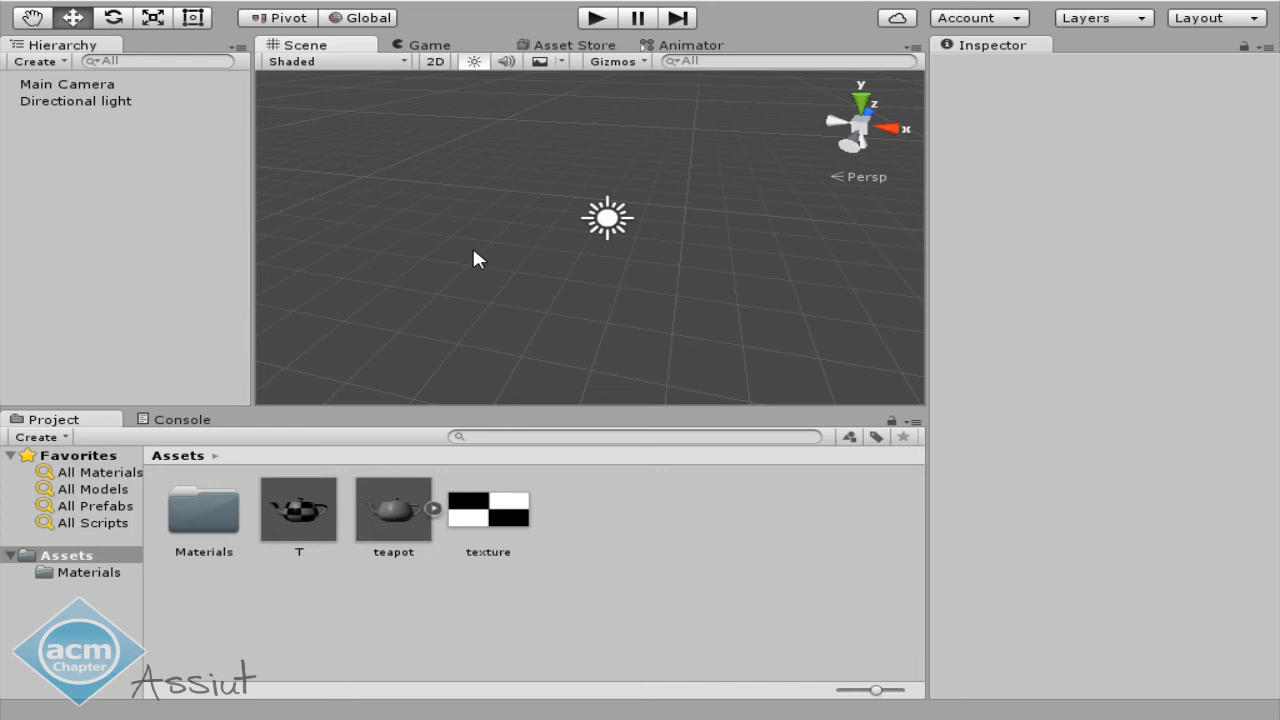 Pivot Global Account Layers Layout
Hierarchy Scene Game Asset Store Animator Inspector
Create All Shaded 2D Gizmos All
Main Camera
Directional light
y
z
x
Persp
Project Console
Create
Favorites Assets
All Materials
All Models
All Prefabs
All Scripts
Assets
Materials
Materials T teapot texture
acm
Chapter
Assiut